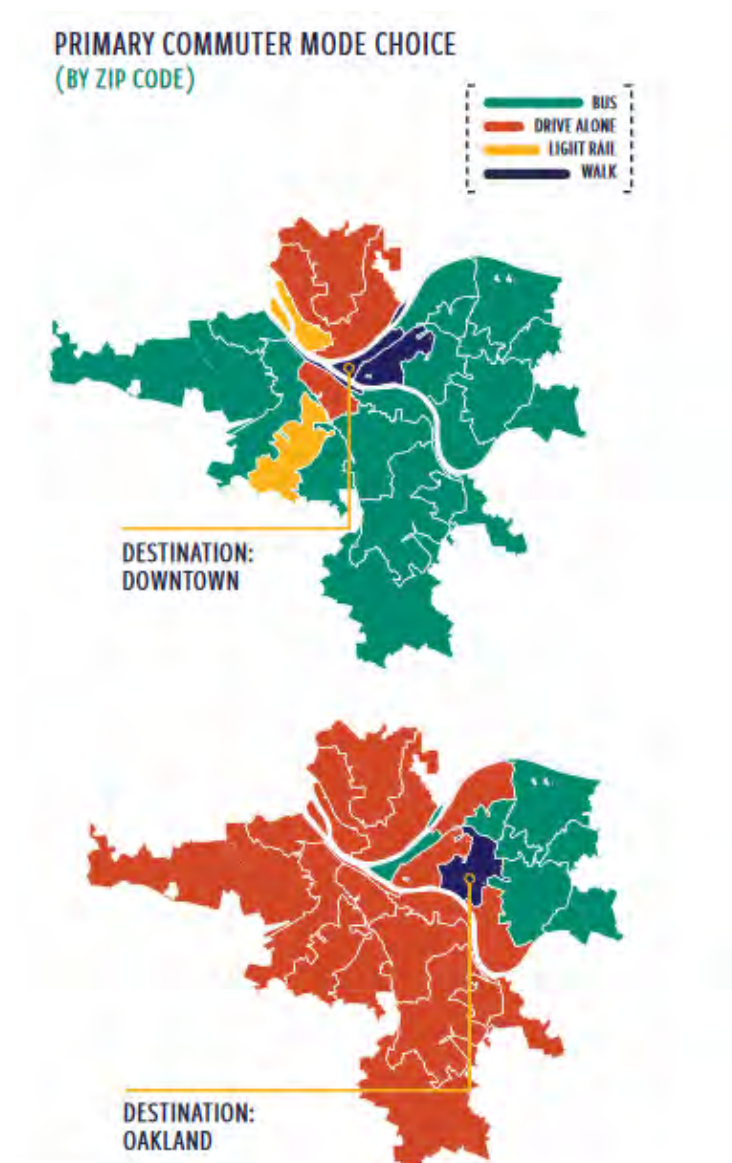 PRIMARY COMMUTER MODE CHOICE
(BY ZIP CODE)
BUS
DRIVE ALONE
LIGHT RAIL
WALK
DESTINATION:
DOWNTOWN
DESTINATION:
OAKLAND